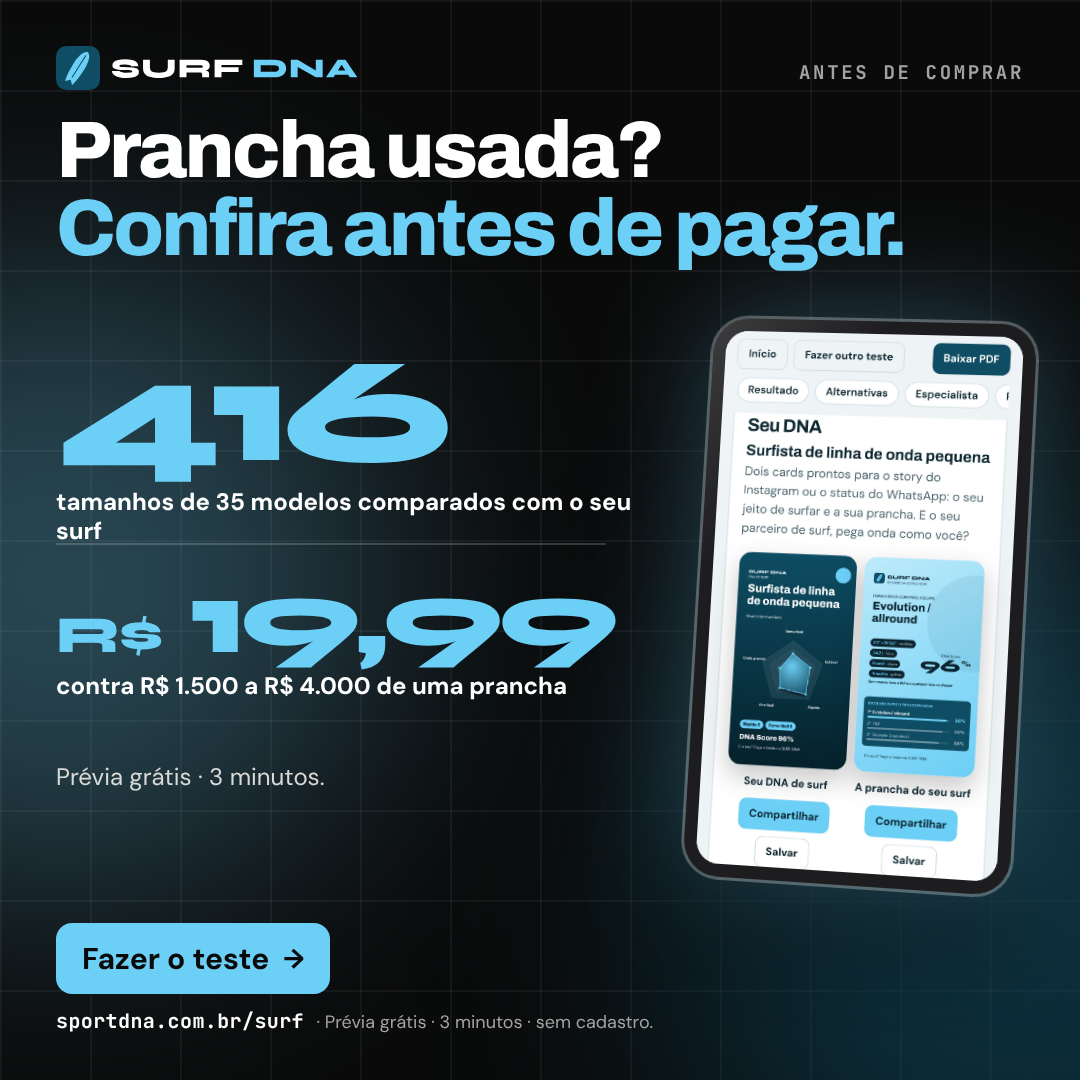 SURF DNA
ANTES DE COMPRAR
Prancha usada?
Confira antes de pagar.
416
tamanhos de 35 modelos comparados com o seu
surf
R$ 19,99
contra R$ 1.500 a R$ 4.000 de uma prancha
Prévia grátis · 3 minutos.
Fazer o teste →
sportdna.com.br/surf · Prévia grátis · 3 minutos · sem cadastro.
Início
Fazer outro teste
Baixar PDF
Resultado
Alternativas
Especialista
Seu DNA
Surfista de linha de onda pequena
Dois cards prontos para o story do
Instagram ou o status do WhatsApp: o seu
jeito de surfar e a sua prancha. E o seu
parceiro de surf, pega onda como você?
SURF DNA
Surfista de linha
de onda pequena
DNA Score 96%
SURF DNA
Evolution /
allround
96%
Seu DNA de surf
A prancha do seu surf
Compartilhar
Compartilhar
Salvar
Salvar